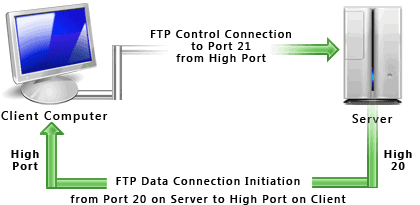 FTP Control Connection
to Port 21
from High Port
Client Computer
Server
High
Port
High
20
FTP Data Connection Initiation
from Port 20 on Server to High Port on Client